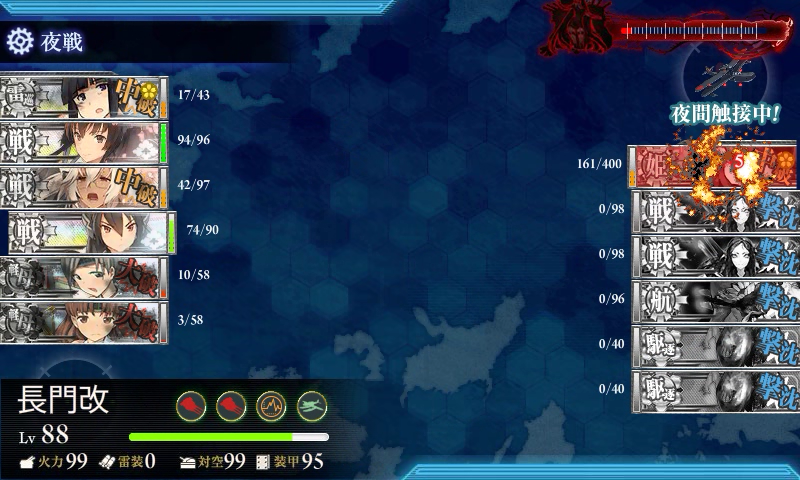 夜戦
雷巡 中破 17/43
戦 94/96
戦 中破 42/97
戦 74/90
大破 10/58
大破 3/58
夜間触接中!
161/400 姫 中破
0/98 戦 撃沈
0/98 戦 撃沈
0/96 航 撃沈
0/40 駆逐 撃沈
0/40 駆逐 撃沈
長門改
Lv 88
火力99 雷装0 対空99 装甲95